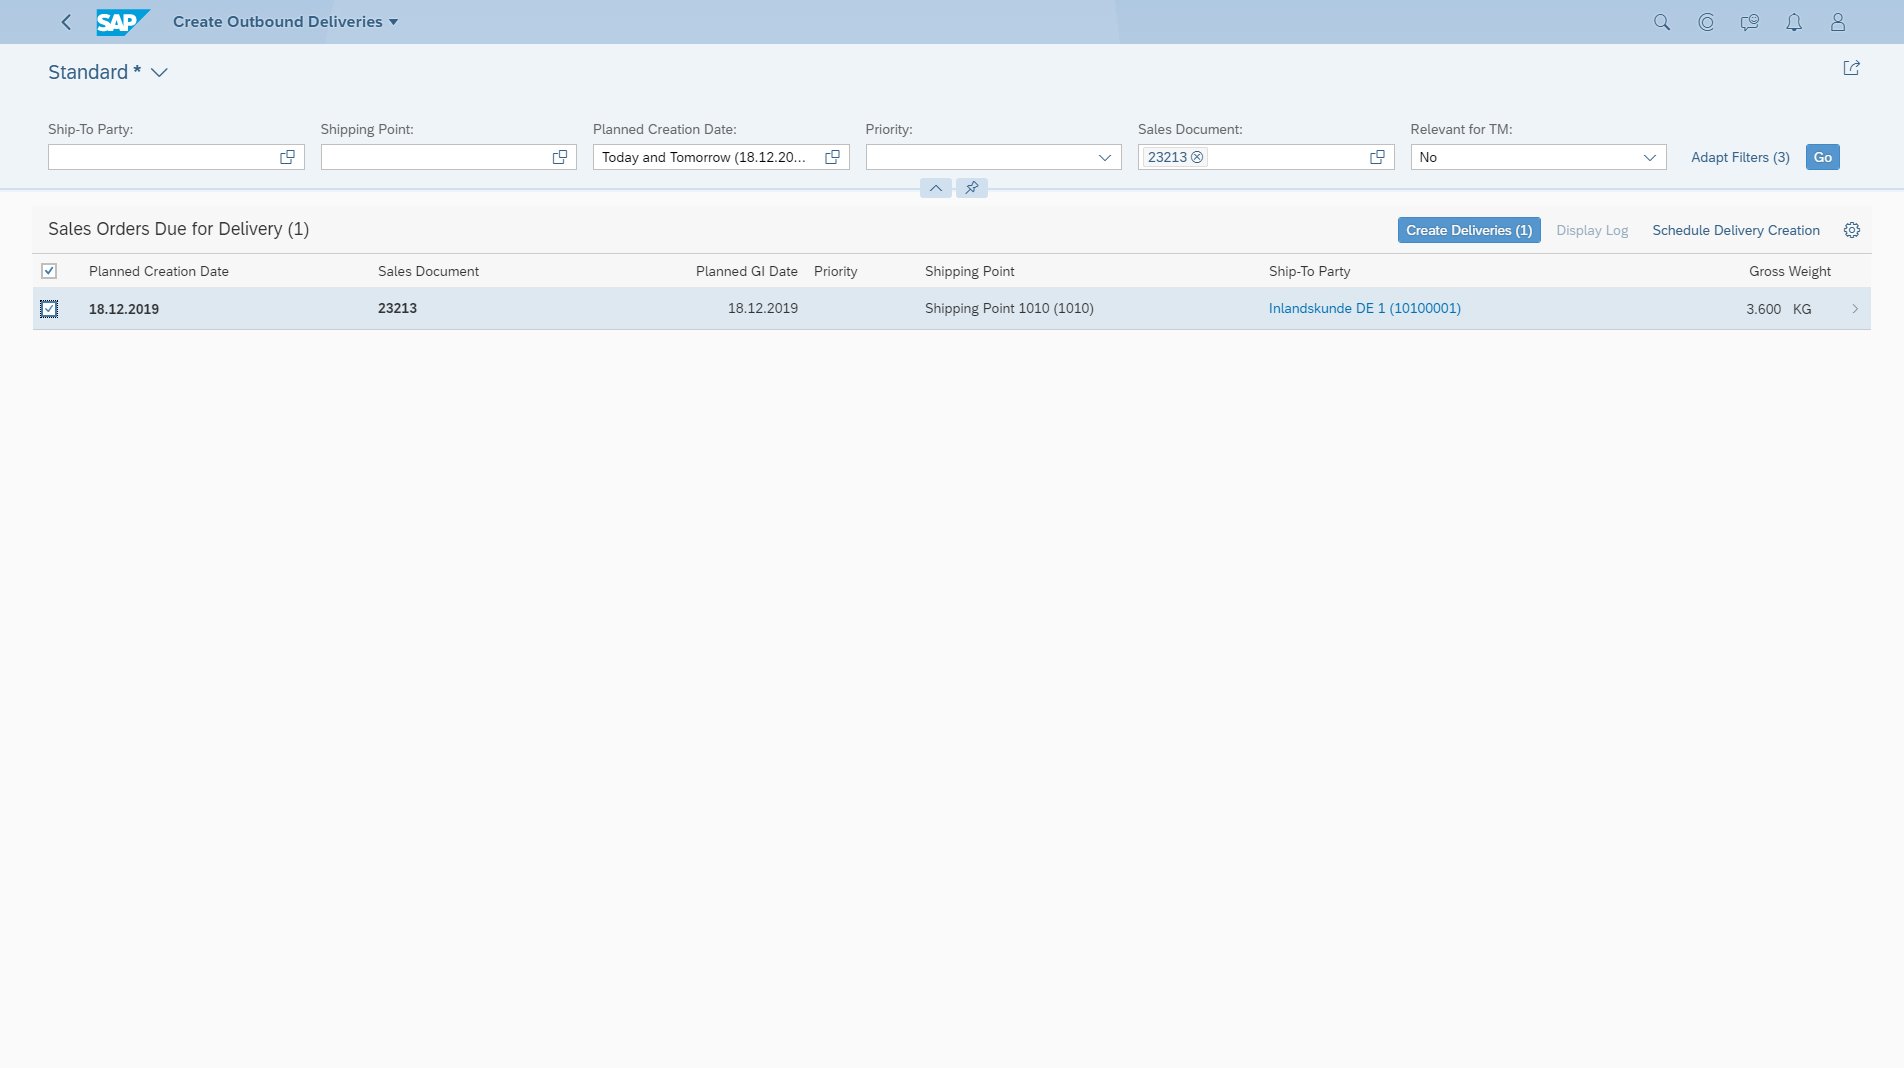 SAP Create Outbound Deliveries
Standard *
Ship-To Party: Shipping Point: Planned Creation Date: Priority: Sales Document: Relevant for TM:
Today and Tomorrow (18.12.20... 23213 No Adapt Filters (3) Go
Sales Orders Due for Delivery (1) Create Deliveries (1) Display Log Schedule Delivery Creation
Planned Creation Date Sales Document Planned GI Date Priority Shipping Point Ship-To Party Gross Weight
18.12.2019 23213 18.12.2019 Shipping Point 1010 (1010) Inlandskunde DE 1 (10100001) 3.600 KG